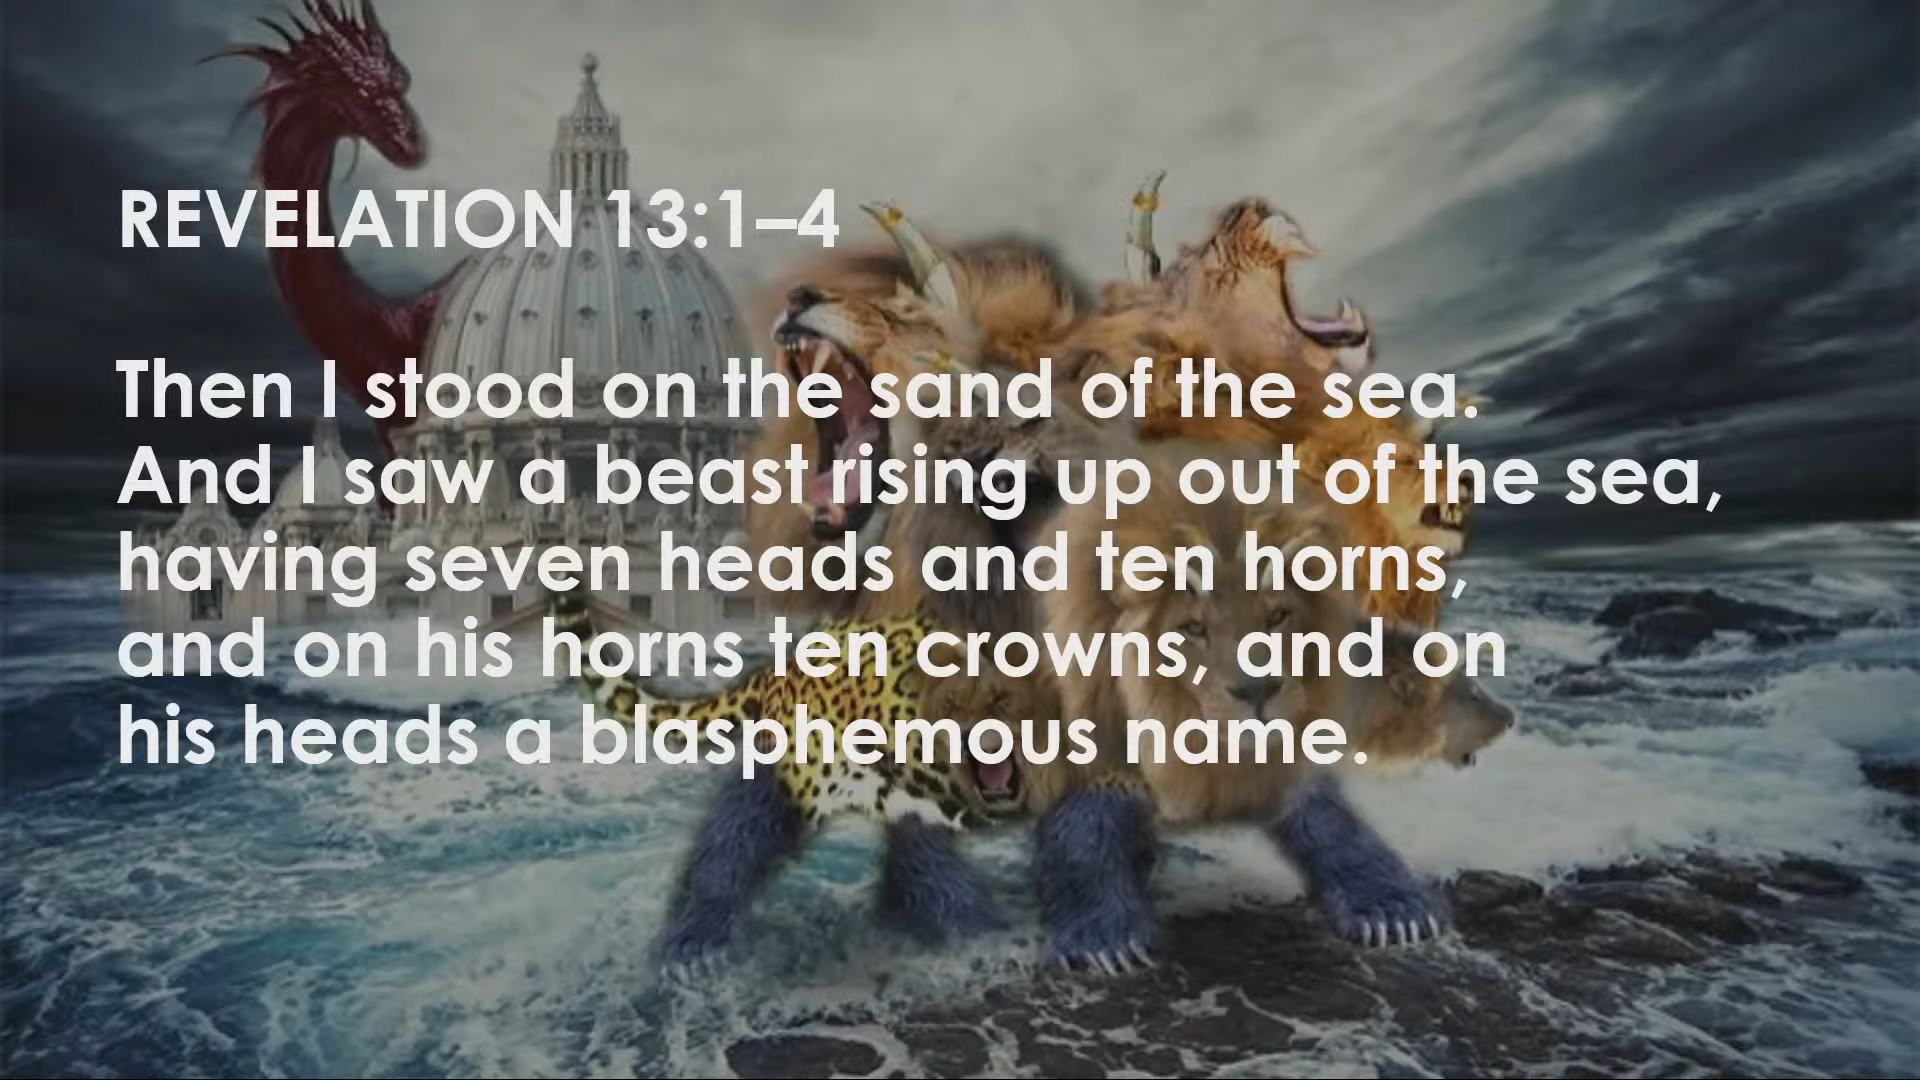 REVELATION 13:1–4
Then I stood on the sand of the sea.
And I saw a beast rising up out of the sea,
having seven heads and ten horns,
and on his horns ten crowns, and on
his heads a blasphemous name.